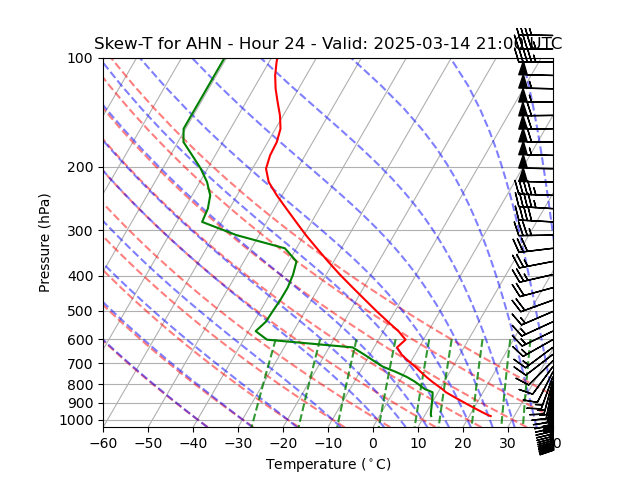 Skew-T for AHN - Hour 24 - Valid: 2025-03-14 21:00 UTC
100
200
300
400
500
600
700
800
900
1000
Pressure (hPa)
−60 −50 −40 −30 −20 −10 0 10 20 30 40
Temperature (°C)